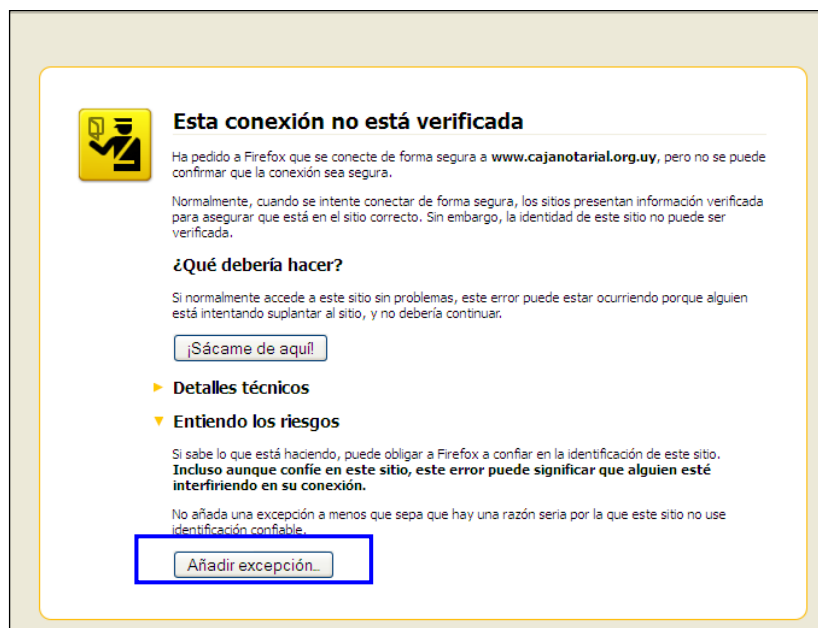 Esta conexión no está verificada
Ha pedido a Firefox que se conecte de forma segura a www.cajanotarial.org.uy, pero no se puede
confirmar que la conexión sea segura.
Normalmente, cuando se intente conectar de forma segura, los sitios presentan información verificada
para asegurar que está en el sitio correcto. Sin embargo, la identidad de este sitio no puede ser
verificada.
¿Qué debería hacer?
Si normalmente accede a este sitio sin problemas, este error puede estar ocurriendo porque alguien
está intentando suplantar al sitio, y no debería continuar.
¡Sácame de aquí!
Detalles técnicos
Entiendo los riesgos
Si sabe lo que está haciendo, puede obligar a Firefox a confiar en la identificación de este sitio.
Incluso aunque confíe en este sitio, este error puede significar que alguien esté
interfiriendo en su conexión.
No añada una excepción a menos que sepa que hay una razón seria por la que este sitio no use
identificación confiable.
Añadir excepción...